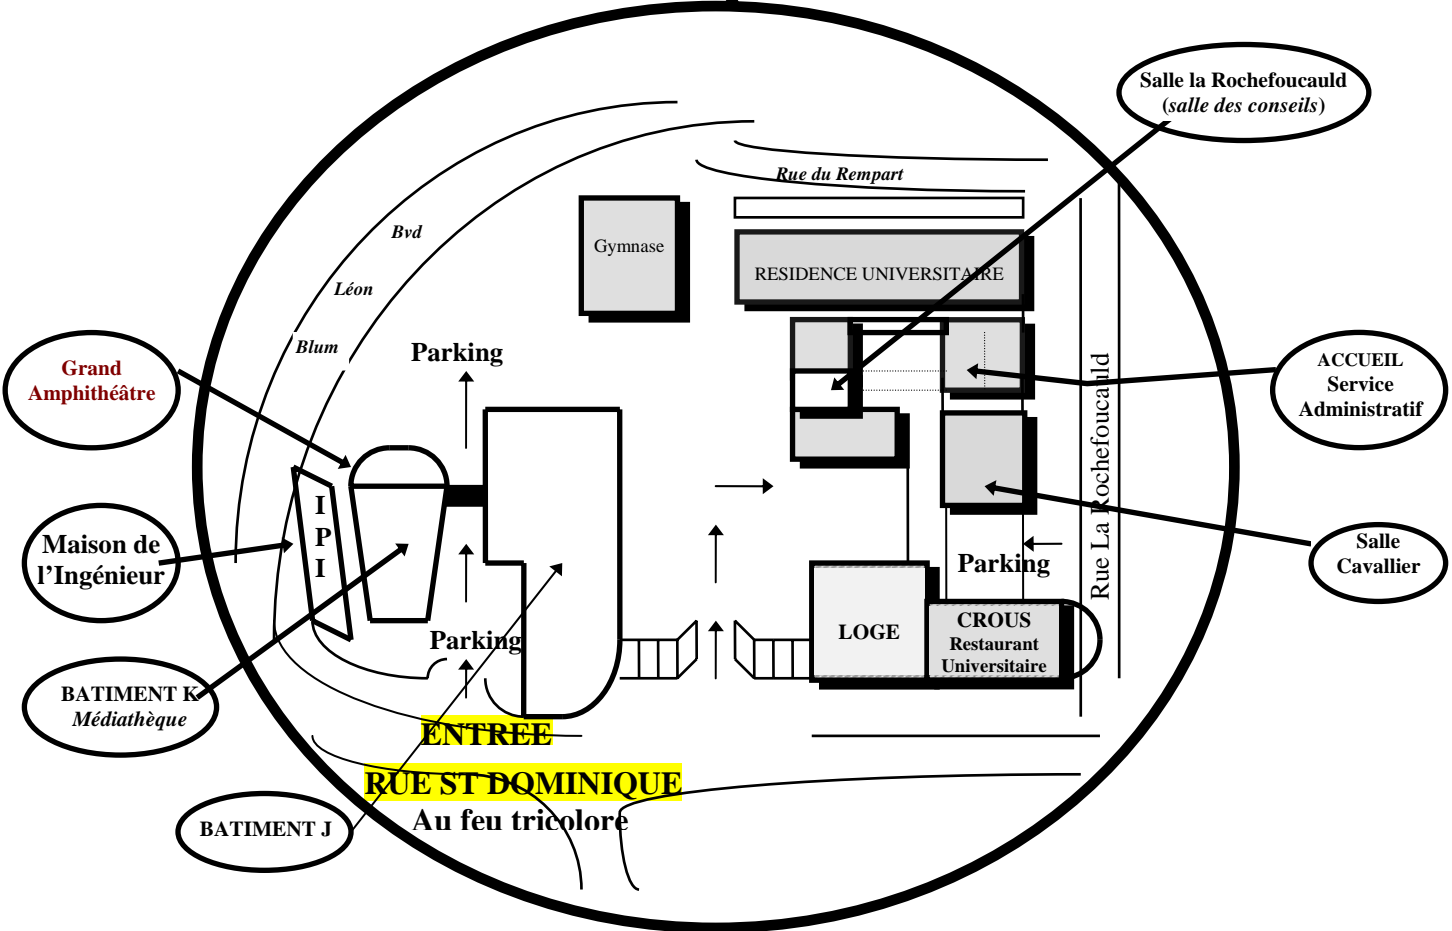 Salle la Rochefoucauld
(salle des conseils)
Rue du Rempart
Bvd
Léon
Blum
Gymnase
RESIDENCE UNIVERSITAIRE
Parking
Grand
Amphithéâtre
ACCUEIL
Service
Administratif
Rue La Rochefoucauld
I
P
I
Maison de
l'Ingénieur
Salle
Cavallier
Parking
LOGE
CROUS
Restaurant
Universitaire
Parking
BATIMENT K
Médiathèque
ENTREE
RUE ST DOMINIQUE
Au feu tricolore
BATIMENT J